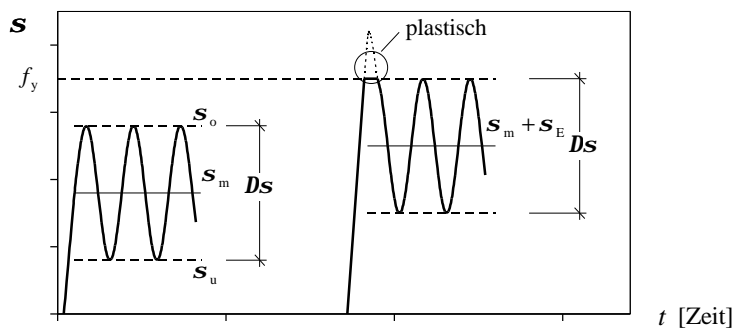 s
plastisch
f_y
s_o
s_m + s_E
Ds
s_m
Ds
s_u
t [Zeit]